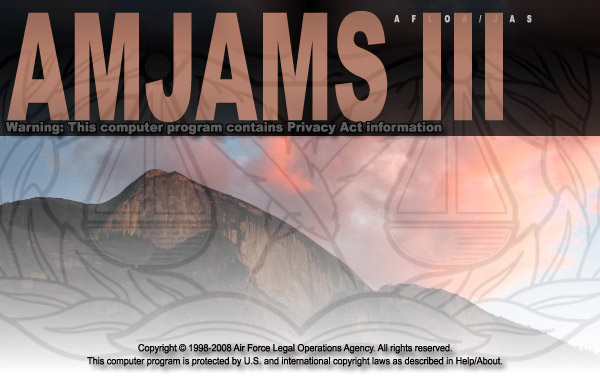 AFLOA/JAS
AMJAMS III
Warning: This computer program contains Privacy Act information
Copyright © 1998-2008 Air Force Legal Operations Agency. All rights reserved.
This computer program is protected by U.S. and international copyright laws as described in Help/About.